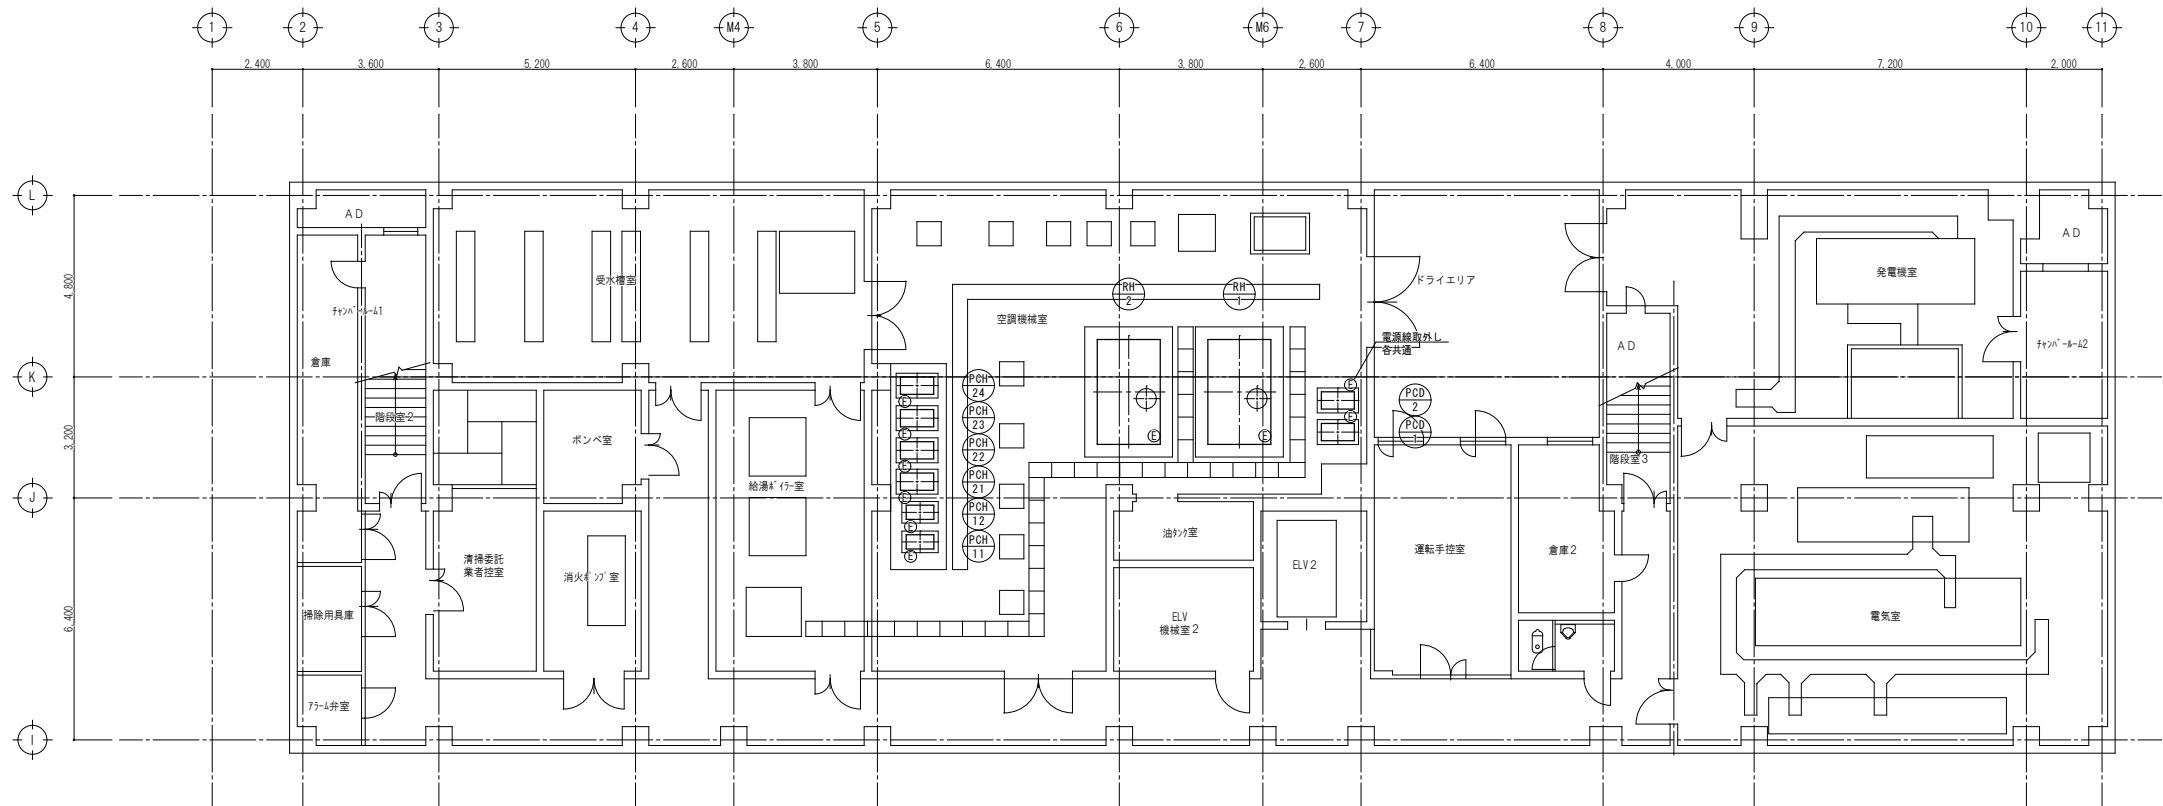 1 2 3 4 M4 5 6 M6 7 8 9 10 11
2,400 3,600 5,200 2,600 3,800 6,400 3,800 2,600 6,400 4,000 7,200 2,000
L
AD
AD
4,800
受水槽室
ドライエリア
発電機室
RH
2
RH
1
チャンバールーム1
空調機械室
電源線取外し
各共通
AD
チャンバールーム2
倉庫
K
E
PCH
24
PCD
2
E
階段室2
PCH
23
E
3,200
E
PCD
1
ボンベ室
E
E
PCH
22
階段室3
E
PCH
21
給湯ボイラー室
J
E
PCH
12
E
油タンク室
PCH
11
E
清掃委託
業者控室
運転手控室
倉庫2
消火ポンプ室
ELV2
掃除用具庫
ELV
機械室2
電気室
6,400
アラーム弁室
I